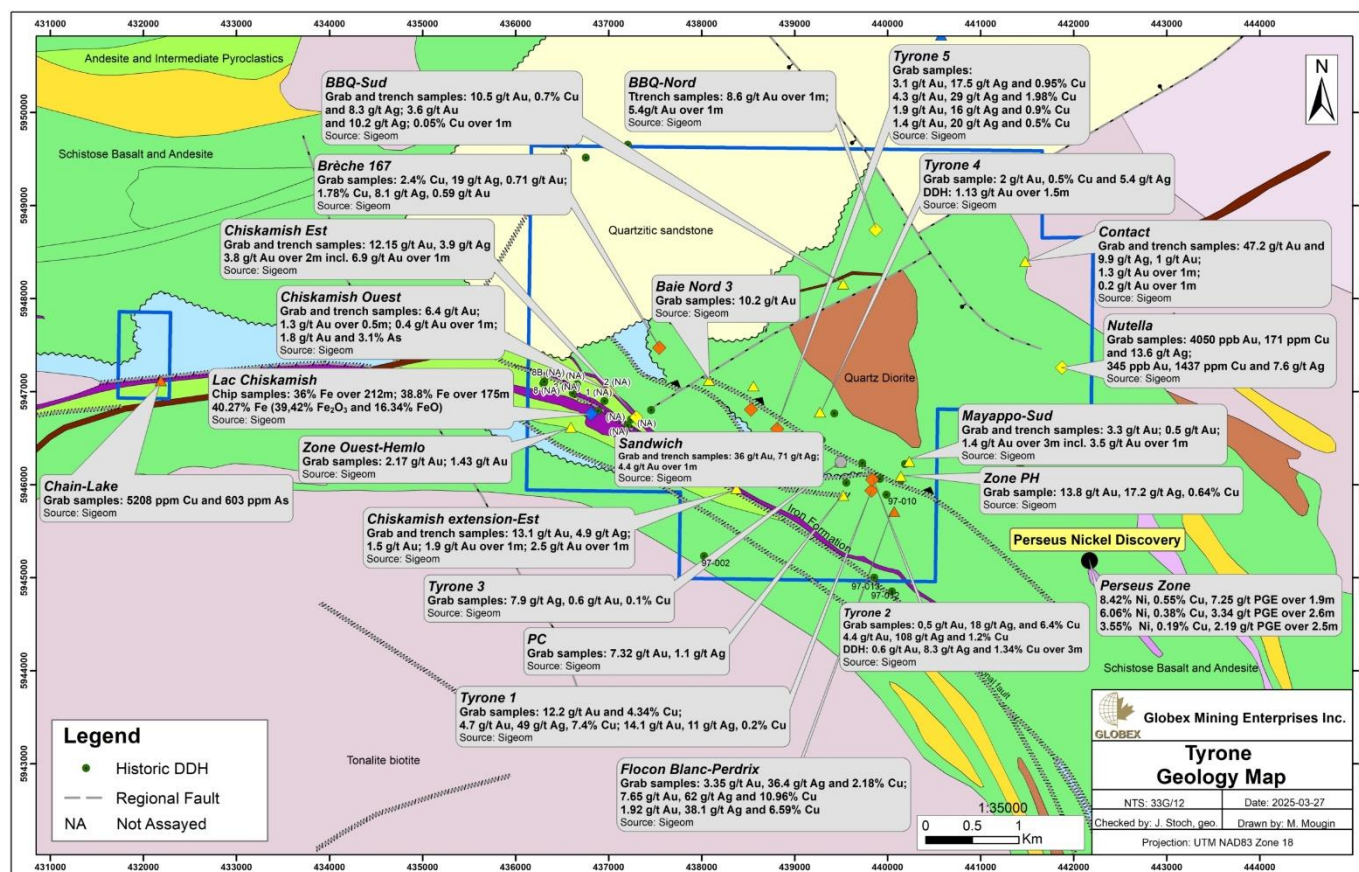 431000 432000 433000 434000 435000 436000 437000 438000 439000 440000 441000 442000 443000 444000
5950000
5949000
5948000
5947000
5946000
5945000
5944000
5943000
Andesite and Intermediate Pyroclastics
Schistose Basalt and Andesite
BBQ-Sud
Grab and trench samples: 10.5 g/t Au, 0.7% Cu
and 8.3 g/t Ag; 3.6 g/t Au
and 10.2 g/t Ag; 0.05% Cu over 1m
Source: Sigeom
BBQ-Nord
Ttrench samples: 8.6 g/t Au over 1m;
5.4g/t Au over 1m
Source: Sigeom
Tyrone 5
Grab samples:
3.1 g/t Au, 17.5 g/t Ag and 0.95% Cu
4.3 g/t Au, 29 g/t Ag and 1.98% Cu
1.9 g/t Au, 16 g/t Ag and 0.9% Cu
1.4 g/t Au, 20 g/t Ag and 0.5% Cu
Source: Sigeom
N
Brèche 167
Grab samples: 2.4% Cu, 19 g/t Ag, 0.71 g/t Au;
1.78% Cu, 8.1 g/t Ag, 0.59 g/t Au
Source: Sigeom
Tyrone 4
Grab sample: 2 g/t Au, 0.5% Cu and 5.4 g/t Ag
DDH: 1.13 g/t Au over 1.5m
Source: Sigeom
Chiskamish Est
Grab and trench samples: 12.15 g/t Au, 3.9 g/t Ag
3.8 g/t Au over 2m incl. 6.9 g/t Au over 1m
Source: Sigeom
Quartzitic sandstone
Contact
Grab and trench samples: 47.2 g/t Au and
9.9 g/t Ag, 1 g/t Au;
1.3 g/t Au over 1m;
0.2 g/t Au over 1m
Source: Sigeom
Baie Nord 3
Grab samples: 10.2 g/t Au
Chiskamish Ouest
Grab and trench samples: 6.4 g/t Au;
1.3 g/t Au over 0.5m; 0.4 g/t Au over 1m;
1.8 g/t Au and 3.1% As
Source: Sigeom
Nutella
Grab samples: 4050 ppb Au, 171 ppm Cu
and 13.6 g/t Ag;
345 ppb Au, 1437 ppm Cu and 7.6 g/t Ag
Source: Sigeom
Quartz Diorite
8B (NA)
2 (NA)
8 (NA)
1 (NA)
(NA)
(NA)
(NA)
Lac Chiskamish
Chip samples: 36% Fe over 212m; 38.8% Fe over 175m
40.27% Fe (39,42% Fe₂O₃ and 16.34% FeO)
Source: Sigeom
Mayappo-Sud
Grab and trench samples: 3.3 g/t Au; 0.5 g/t Au;
1.4 g/t Au over 3m incl. 3.5 g/t Au over 1m
Source: Sigeom
Zone Ouest-Hemlo
Grab samples: 2.17 g/t Au; 1.43 g/t Au
Source: Sigeom
Sandwich
Grab and trench samples: 36 g/t Au, 71 g/t Ag;
4.4 g/t Au over 1m
Source: Sigeom
Chain-Lake
Grab samples: 5208 ppm Cu and 603 ppm As
Source: Sigeom
Zone PH
Grab sample: 13.8 g/t Au, 17.2 g/t Ag, 0.64% Cu
Source: Sigeom
97-010
Chiskamish extension-Est
Grab and trench samples: 13.1 g/t Au, 4.9 g/t Ag;
1.5 g/t Au; 1.9 g/t Au over 1m; 2.5 g/t Au over 1m
Source: Sigeom
Iron Formation
Perseus Nickel Discovery
97-002
Tyrone 3
Grab samples: 7.9 g/t Ag, 0.6 g/t Au, 0.1% Cu
Source: Sigeom
Perseus Zone
8.42% Ni, 0.55% Cu, 7.25 g/t PGE over 1.9m
6.06% Ni, 0.38% Cu, 3.34 g/t PGE over 2.6m
3.55% Ni, 0.19% Cu, 2.19 g/t PGE over 2.5m
PC
Grab samples: 7.32 g/t Au, 1.1 g/t Ag
Source: Sigeom
Tyrone 2
Grab samples: 0,5 g/t Au, 18 g/t Ag, and 6.4% Cu
4.4 g/t Au, 108 g/t Ag and 1.2% Cu
DDH: 0.6 g/t Au, 8.3 g/t Ag and 1.34% Cu over 3m
Source: Sigeom
Schistose Basalt and Andesite
fault
Tyrone 1
Grab samples: 12.2 g/t Au and 4.34% Cu;
4.7 g/t Au, 49 g/t Ag, 7.4% Cu; 14.1 g/t Au, 11 g/t Ag, 0.2% Cu
Source: Sigeom
Tonalite biotite
Flocon Blanc-Perdrix
Grab samples: 3.35 g/t Au, 36.4 g/t Ag and 2.18% Cu;
7.65 g/t Au, 62 g/t Ag and 10.96% Cu
1.92 g/t Au, 38.1 g/t Ag and 6.59% Cu
Source: Sigeom
Legend
Historic DDH
Regional Fault
NA Not Assayed
1:35000
0 0.5 1
Km
GLOBEX
Globex Mining Enterprises Inc.
Tyrone
Geology Map
NTS: 33G/12 Date: 2025-03-27
Checked by: J. Stoch, geo. Drawn by: M. Mougin
Projection: UTM NAD83 Zone 18
431000 432000 433000 434000 435000 436000 437000 438000 439000 440000 441000 442000 443000 444000
5950000
5949000
5948000
5947000
5946000
5945000
5944000
5943000